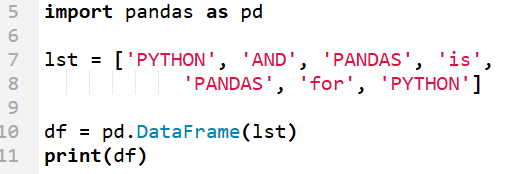 5 import pandas as pd
6
7 lst = ['PYTHON', 'AND', 'PANDAS', 'is',
8 'PANDAS', 'for', 'PYTHON']
9
10 df = pd.DataFrame(lst)
11 print(df)